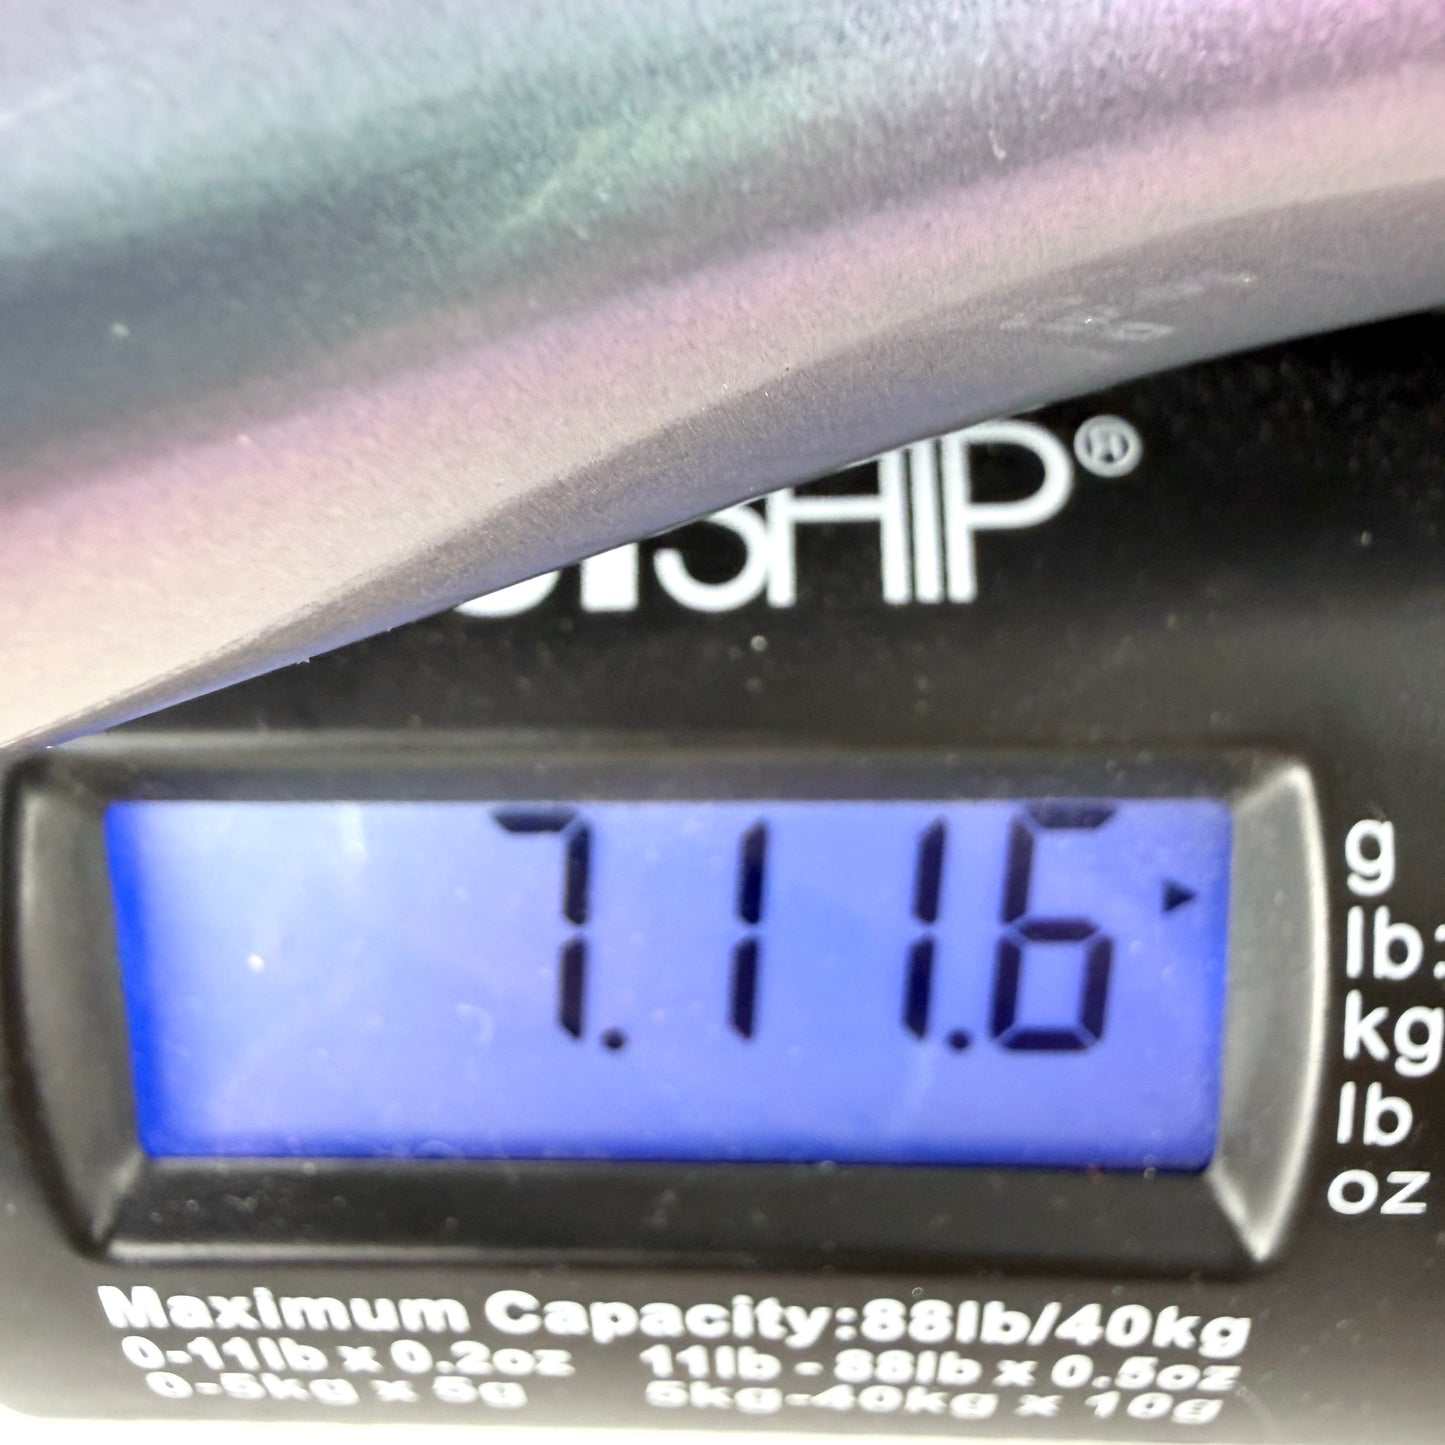 SHIP®
7.11.6
g
lb:
kg
lb
oz
Maximum Capacity:88lb/40kg
0-11lb x 0.2oz 11lb - 88lb x 0.5oz
0-5kg x 5g 5kg-40kg x 10g